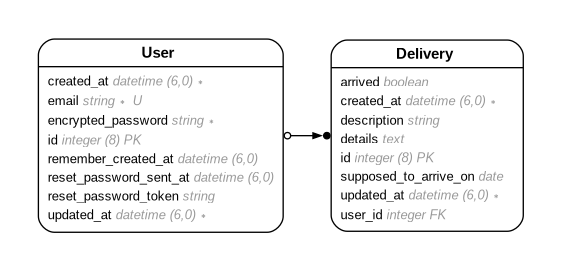 User
created_at datetime (6,0) *
email string * U
encrypted_password string *
id integer (8) PK
remember_created_at datetime (6,0)
reset_password_sent_at datetime (6,0)
reset_password_token string
updated_at datetime (6,0) *
Delivery
arrived boolean
created_at datetime (6,0) *
description string
details text
id integer (8) PK
supposed_to_arrive_on date
updated_at datetime (6,0) *
user_id integer FK